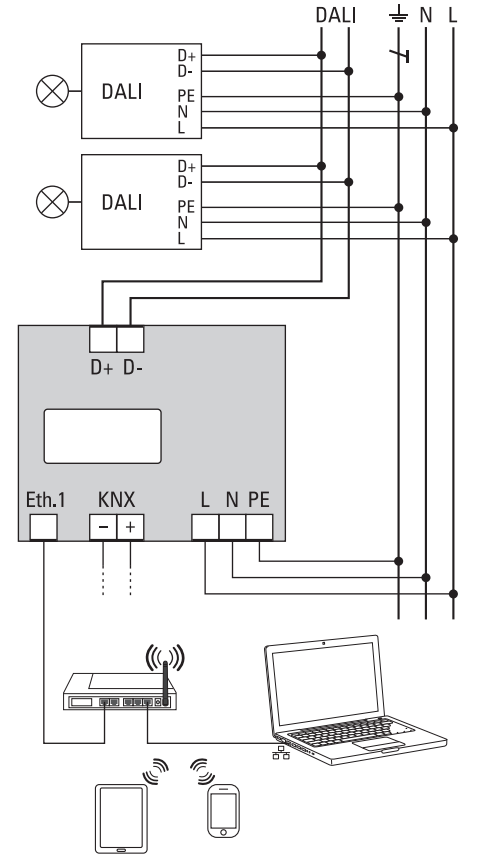 DALI N L
D+
D-
DALI PE
N
L
D+
D-
DALI PE
N
L
D+ D-
Eth.1 KNX L N PE
– +